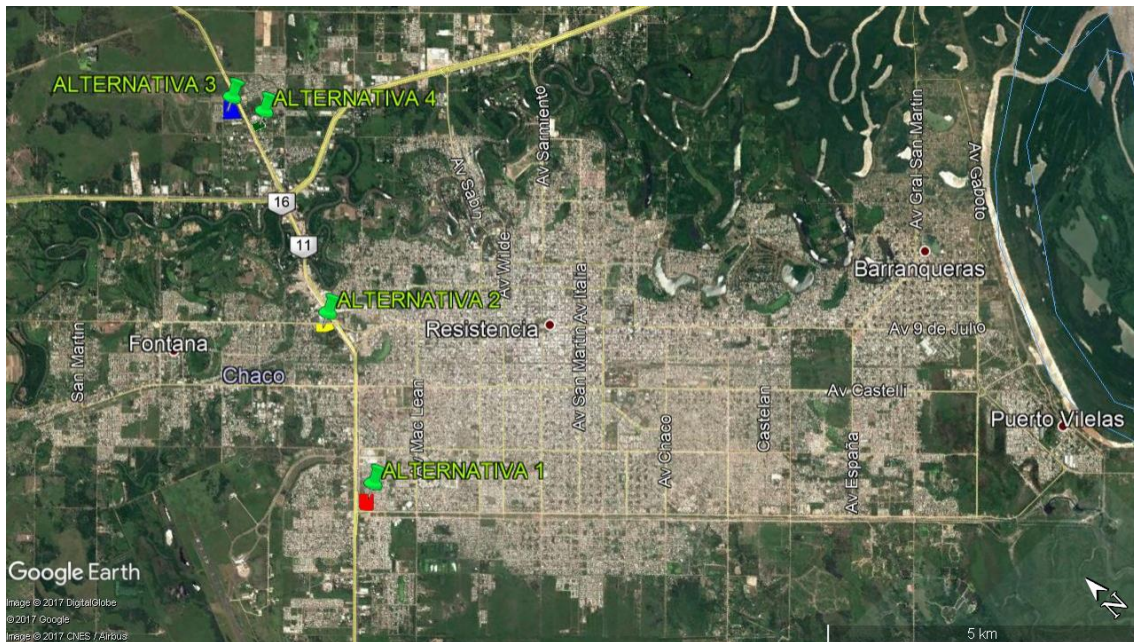 ALTERNATIVA 3
ALTERNATIVA 4
Av Sarmiento
Av Gral San Martin
Av Gaboto
Av Sabin
16
11
Av Wilde
Av San Martin Av Italia
Barranqueras
ALTERNATIVA 2
Resistencia
Av 9 de Julio
San Martin
Fontana
Chaco
Av Mac Lean
Av Castelli
Castelan
Puerto Vilelas
Av Chaco
Av España
ALTERNATIVA 1
Google Earth
Image © 2017 DigitalGlobe
© 2017 Google
Image © 2017 CNES / Airbus
N
5 km